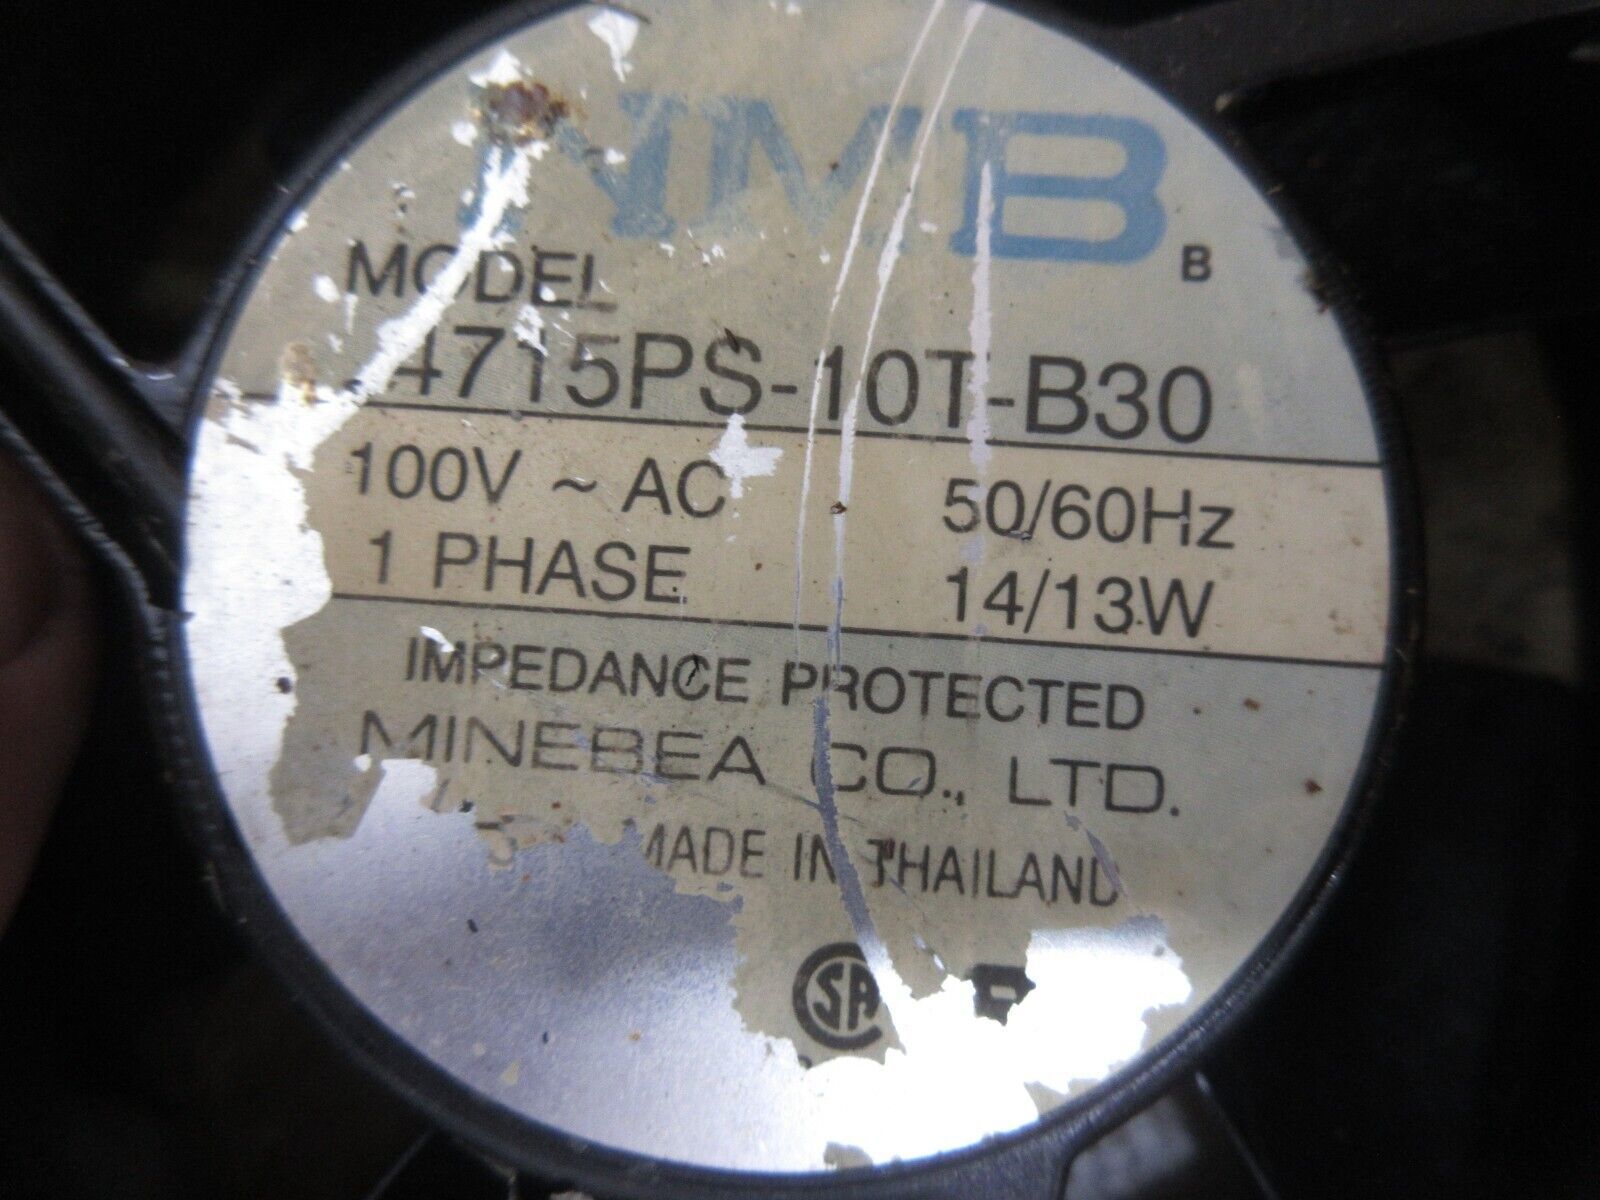 NMB
B
MODEL
4715PS-10T-B30
100V ~ AC 50/60Hz
1 PHASE 14/13W
IMPEDANCE PROTECTED
MINEBEA CO., LTD.
MADE IN THAILAND
SA